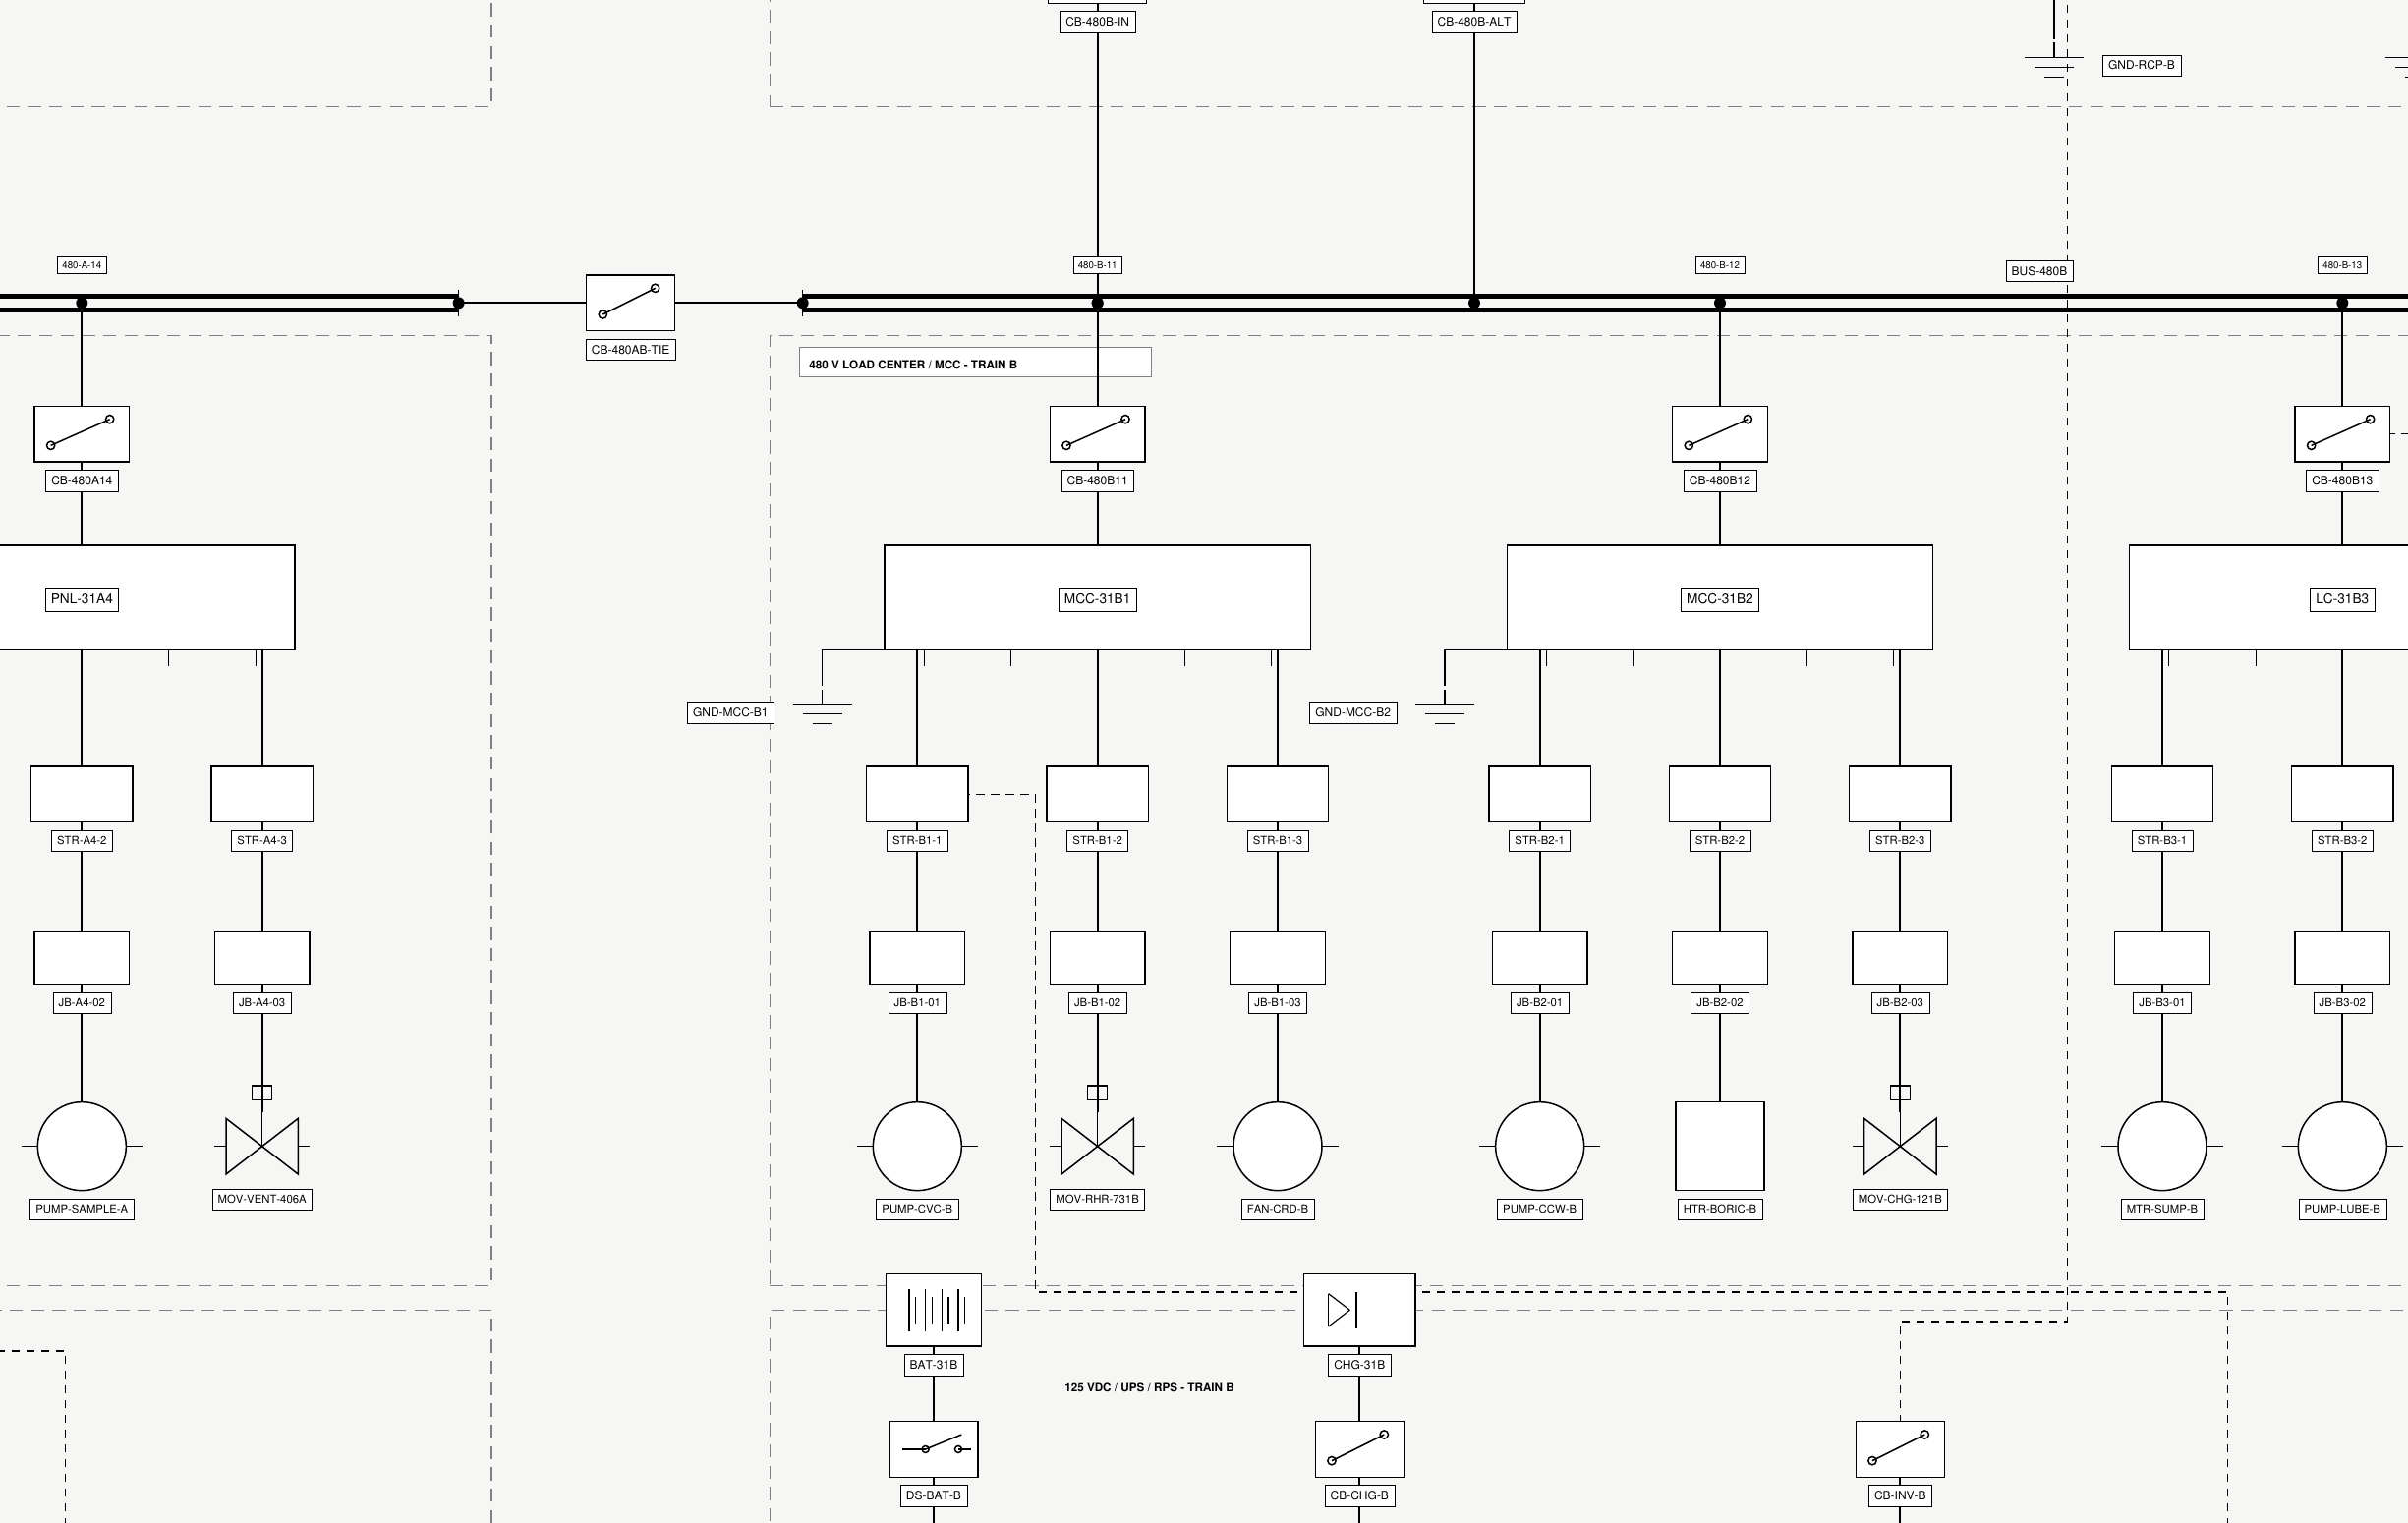 CB-480B-IN
CB-480B-ALT
GND-RCP-B
480-A-14
480-B-11
480-B-12
BUS-480B
480-B-13
CB-480AB-TIE
480 V LOAD CENTER / MCC - TRAIN B
CB-480A14
CB-480B11
CB-480B12
CB-480B13
PNL-31A4
MCC-31B1
MCC-31B2
LC-31B3
GND-MCC-B1
GND-MCC-B2
STR-A4-2
STR-A4-3
STR-B1-1
STR-B1-2
STR-B1-3
STR-B2-1
STR-B2-2
STR-B2-3
STR-B3-1
STR-B3-2
JB-A4-02
JB-A4-03
JB-B1-01
JB-B1-02
JB-B1-03
JB-B2-01
JB-B2-02
JB-B2-03
JB-B3-01
JB-B3-02
PUMP-SAMPLE-A
MOV-VENT-406A
PUMP-CVC-B
MOV-RHR-731B
FAN-CRD-B
PUMP-CCW-B
HTR-BORIC-B
MOV-CHG-121B
MTR-SUMP-B
PUMP-LUBE-B
BAT-31B
CHG-31B
125 VDC / UPS / RPS - TRAIN B
DS-BAT-B
CB-CHG-B
CB-INV-B